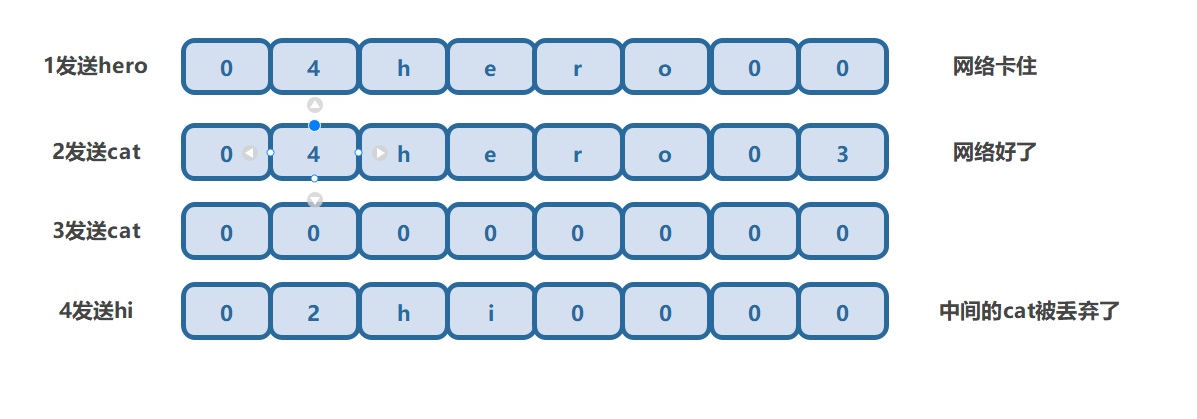 1发送hero 0 4 h e r o 0 0 网络卡住
2发送cat 0 4 h e r o 0 3 网络好了
3发送cat 0 0 0 0 0 0 0 0
4发送hi 0 2 h i 0 0 0 0 中间的cat被丢弃了